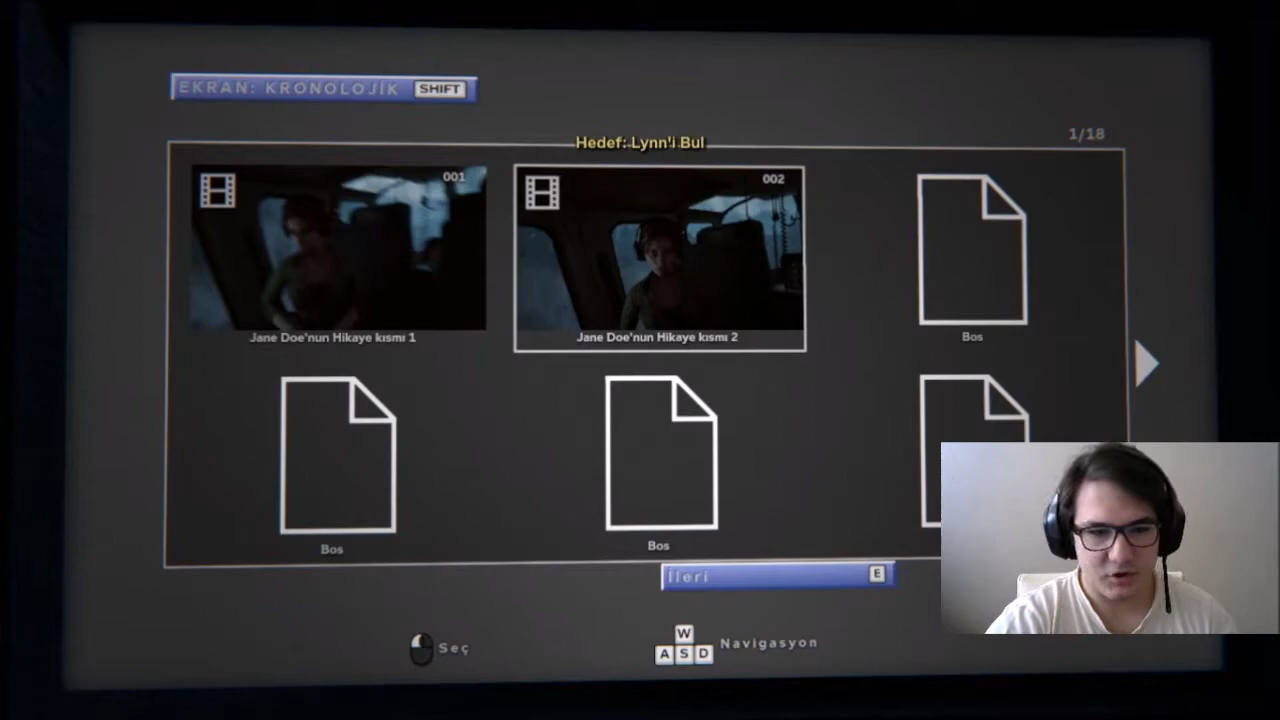 EKRAN: KRONOLOJİK SHIFT
1/18
Hedef: Lynn'i Bul
001
002
Jane Doe'nun Hikaye kısmı 1
Jane Doe'nun Hikaye kısmı 2
Bos
Bos
Bos
İleri E
Seç
W
A S D
Navigasyon